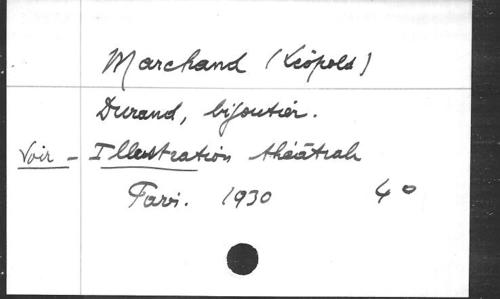 Marchand (Léopold)
Durand, bijoutier.
Voir - Illustration théâtrale
Paris. 1930 4°